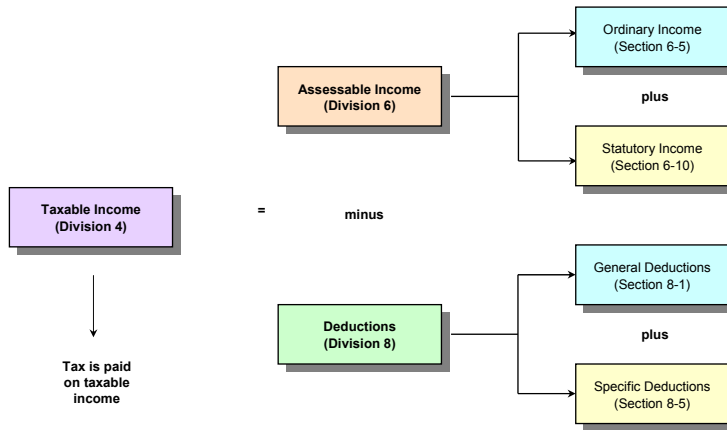 Ordinary Income
(Section 6-5)
Assessable Income
(Division 6)
plus
Statutory Income
(Section 6-10)
Taxable Income
(Division 4)
=
minus
General Deductions
(Section 8-1)
Deductions
(Division 8)
plus
Tax is paid
on taxable
income
Specific Deductions
(Section 8-5)